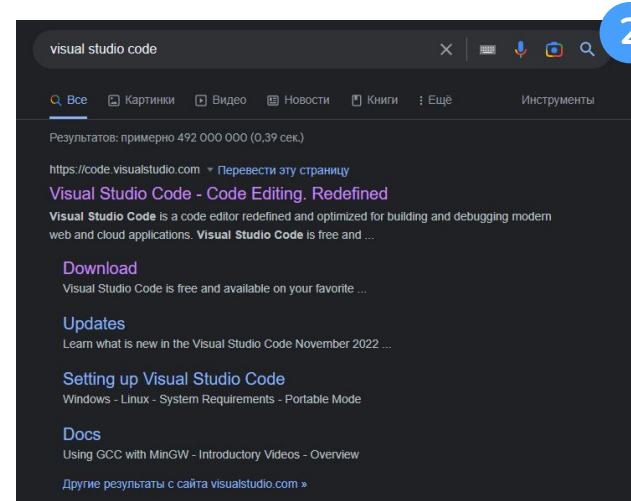 2
visual studio code
Все Картинки Видео Новости Книги Ещё Инструменты
Результатов: примерно 492 000 000 (0,39 сек.)
https://code.visualstudio.com Перевести эту страницу
Visual Studio Code - Code Editing. Redefined
Visual Studio Code is a code editor redefined and optimized for building and debugging modern
web and cloud applications. Visual Studio Code is free and ...
Download
Visual Studio Code is free and available on your favorite ...
Updates
Learn what is new in the Visual Studio Code November 2022 ...
Setting up Visual Studio Code
Windows - Linux - System Requirements - Portable Mode
Docs
Using GCC with MinGW - Introductory Videos - Overview
Другие результаты с сайта visualstudio.com »